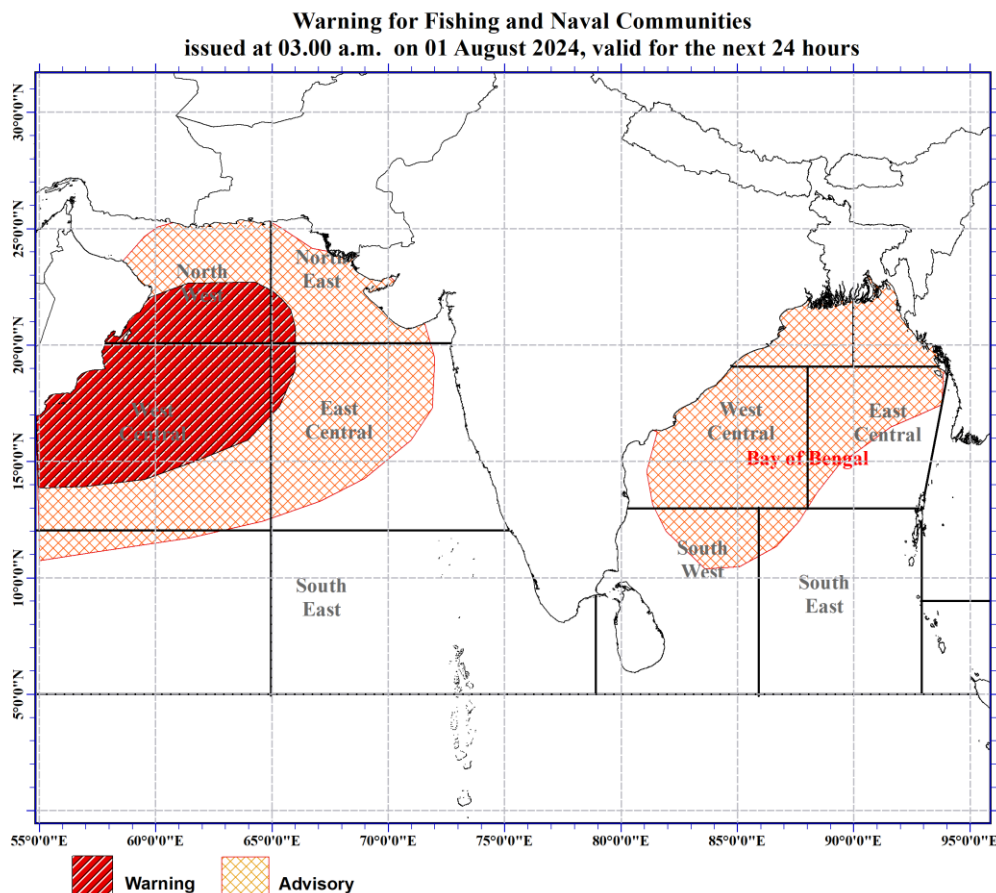 Warning for Fishing and Naval Communities
issued at 03.00 a.m. on 01 August 2024, valid for the next 24 hours
30°0'0"N
25°0'0"N
20°0'0"N
15°0'0"N
10°0'0"N
5°0'0"N
North
West
North
East
West
Central
East
Central
South
East
West
Central
East
Central
Bay of Bengal
South
West
South
East
55°0'0"E
60°0'0"E
65°0'0"E
70°0'0"E
75°0'0"E
80°0'0"E
85°0'0"E
90°0'0"E
95°0'0"E
Warning
Advisory